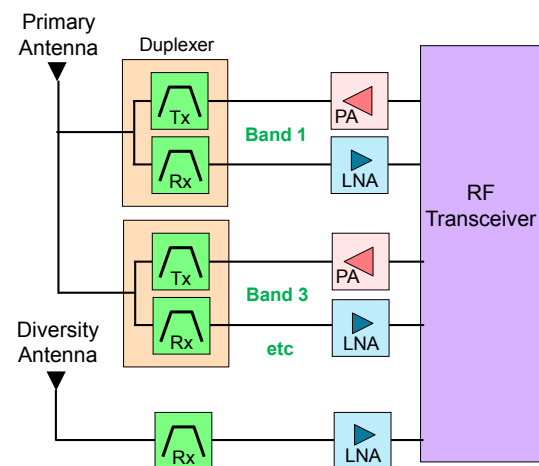 Primary
Antenna
Duplexer
Tx
PA
Band 1
Rx
LNA
RF
Transceiver
Tx
PA
Band 3
Rx
LNA
etc
Diversity
Antenna
Rx
LNA